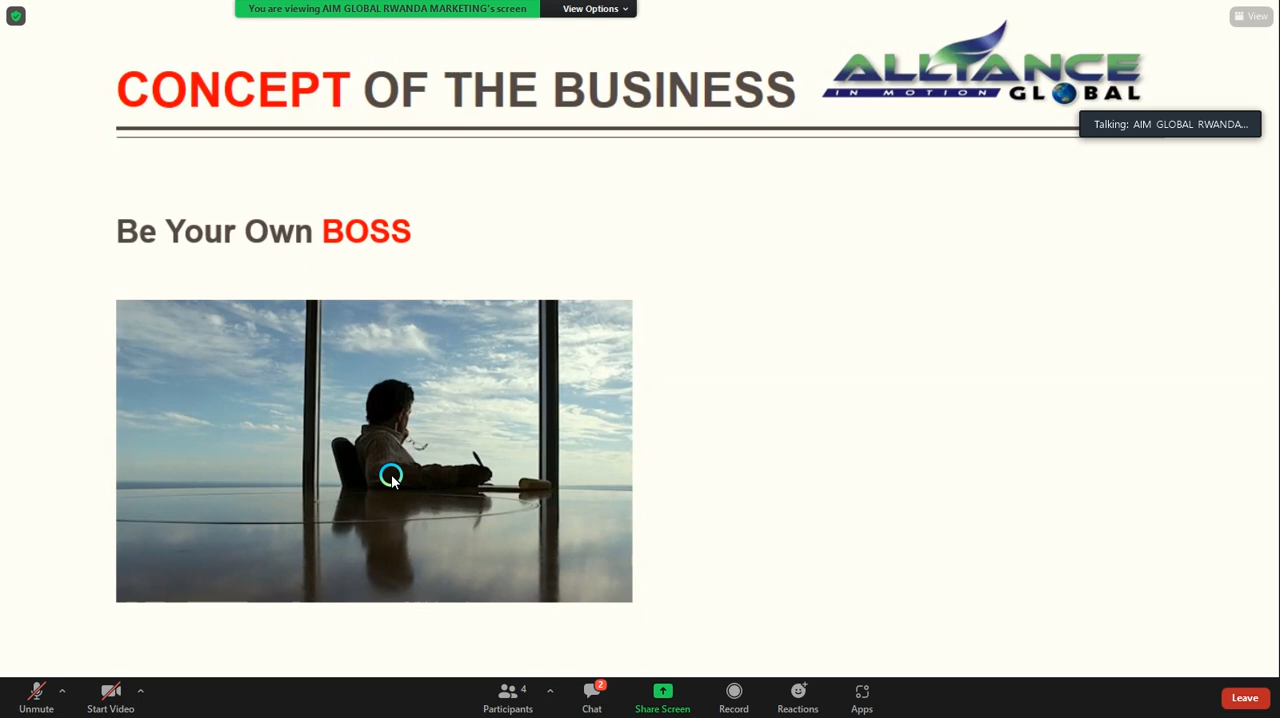 You are viewing AIM GLOBAL RWANDA MARKETING's screen
View Options
View
CONCEPT OF THE BUSINESS
ALLIANCE
IN MOTION
GLOBAL
Talking: AIM GLOBAL RWANDA...
Be Your Own BOSS
Unmute
Start Video
4
Participants
2
Chat
Share Screen
Record
Reactions
Apps
Leave